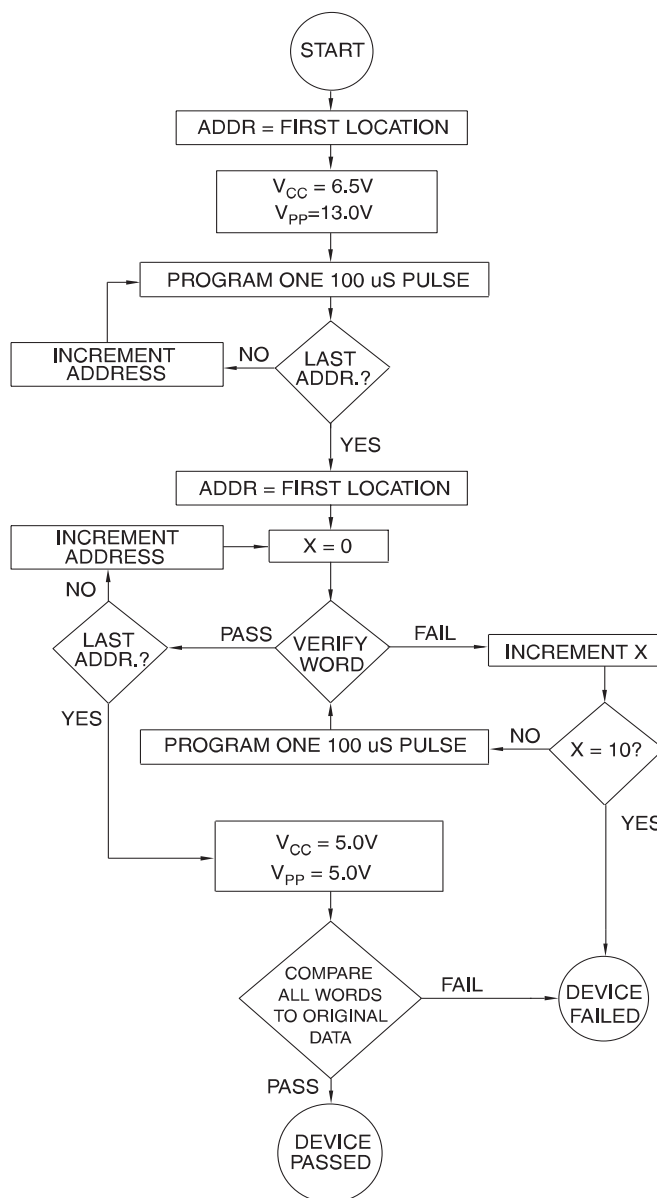 START
ADDR = FIRST LOCATION
VCC = 6.5V
VPP=13.0V
PROGRAM ONE 100 uS PULSE
INCREMENT
ADDRESS
NO
LAST
ADDR.?
YES
ADDR = FIRST LOCATION
INCREMENT
ADDRESS
X = 0
NO
LAST
ADDR.?
PASS
VERIFY
WORD
FAIL
INCREMENT X
YES
PROGRAM ONE 100 uS PULSE
NO
X = 10?
YES
VCC = 5.0V
VPP = 5.0V
COMPARE
ALL WORDS
TO ORIGINAL
DATA
FAIL
DEVICE
FAILED
PASS
DEVICE
PASSED